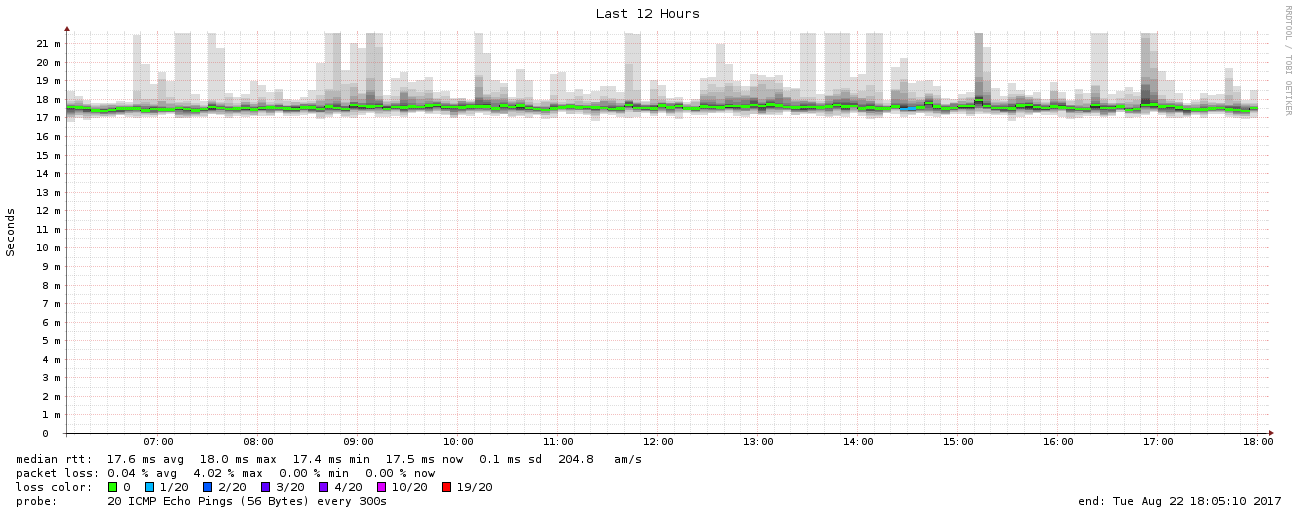 Last 12 Hours
RRDTOOL / TOBI OETIKER
21 m
20 m
19 m
18 m
17 m
16 m
15 m
14 m
13 m
12 m
11 m
10 m
9 m
8 m
7 m
6 m
5 m
4 m
3 m
2 m
1 m
0
Seconds
07:00 08:00 09:00 10:00 11:00 12:00 13:00 14:00 15:00 16:00 17:00 18:00
median rtt: 17.6 ms avg 18.0 ms max 17.4 ms min 17.5 ms now 0.1 ms sd 204.8 am/s
packet loss: 0.04 % avg 4.02 % max 0.00 % min 0.00 % now
loss color: 0 1/20 2/20 3/20 4/20 10/20 19/20
probe: 20 ICMP Echo Pings (56 Bytes) every 300s end: Tue Aug 22 18:05:10 2017